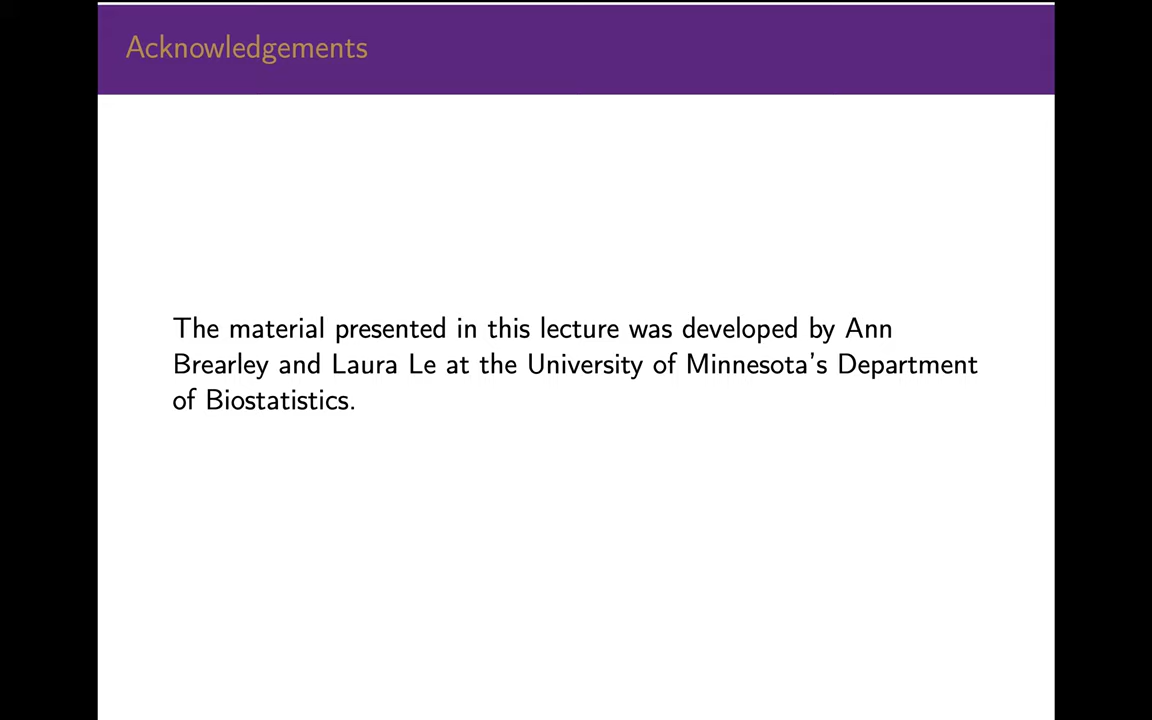 Acknowledgements
The material presented in this lecture was developed by Ann
Brearley and Laura Le at the University of Minnesota's Department
of Biostatistics.